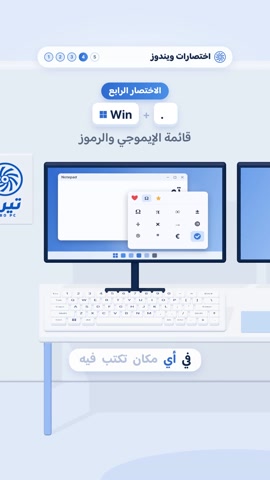 اختصارات ويندوز
1 2 3 4 5
الاختصار الرابع
Win + .
قائمة الإيموجي والرموز
Notepad
في أي مكان تكتب فيه